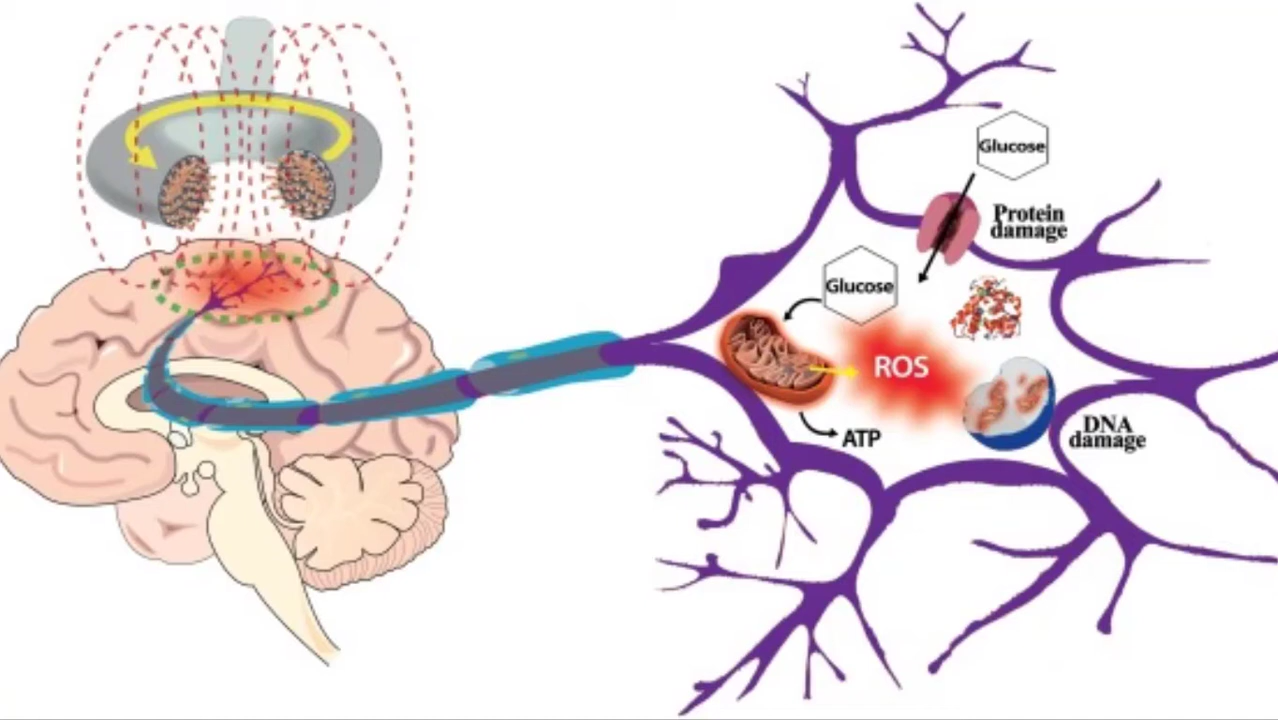 Glucose
Protein
damage
Glucose
ROS
ATP
DNA
damage